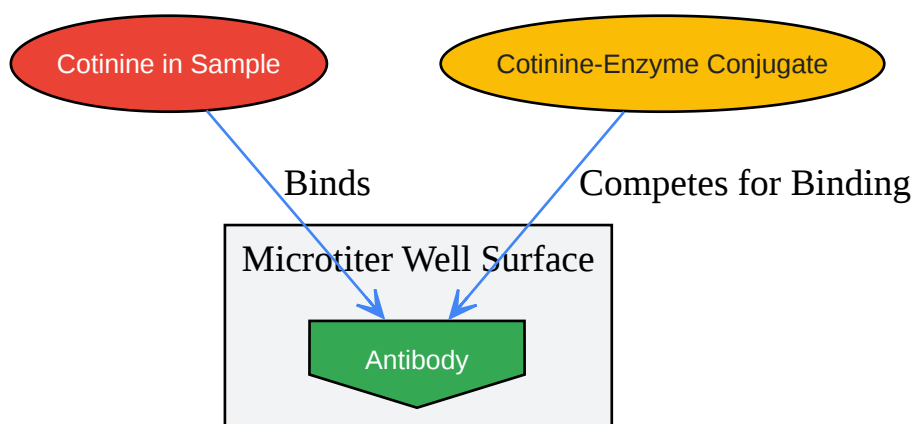 Cotinine in Sample
Cotinine-Enzyme Conjugate
Binds
Competes for Binding
Microtiter Well Surface
Antibody